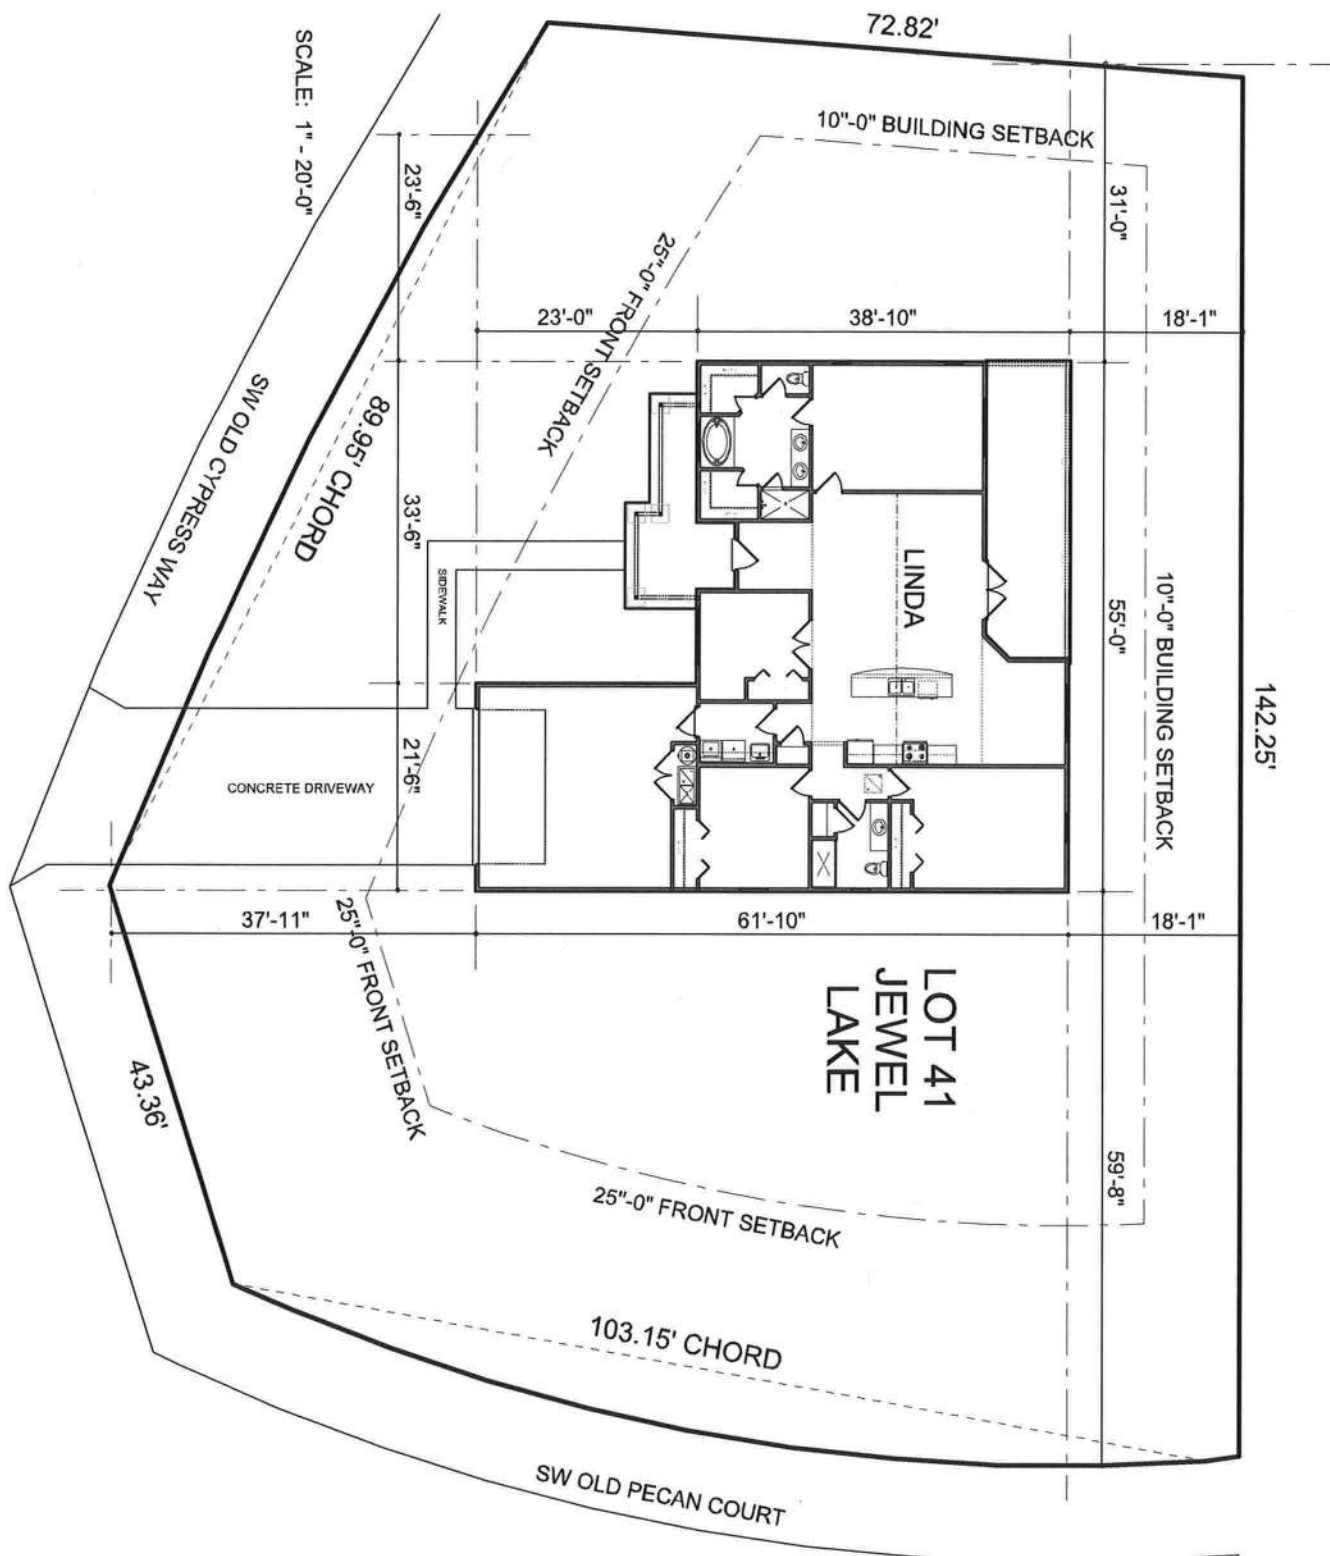 72.82'
SCALE: 1" - 20'-0"
10"-0" BUILDING SETBACK
23'-6"
31'-0"
25"-0" FRONT SETBACK
23'-0"
38'-10"
18'-1"
SW OLD CYPRESS WAY
89.95' CHORD
33'-6"
SIDEWALK
LINDA
55'-0"
10"-0" BUILDING SETBACK
142.25'
21'-6"
CONCRETE DRIVEWAY
37'-11"
61'-10"
18'-1"
25"-0" FRONT SETBACK
LOT 41
JEWEL
LAKE
43.36'
59'-8"
25"-0" FRONT SETBACK
103.15' CHORD
SW OLD PECAN COURT